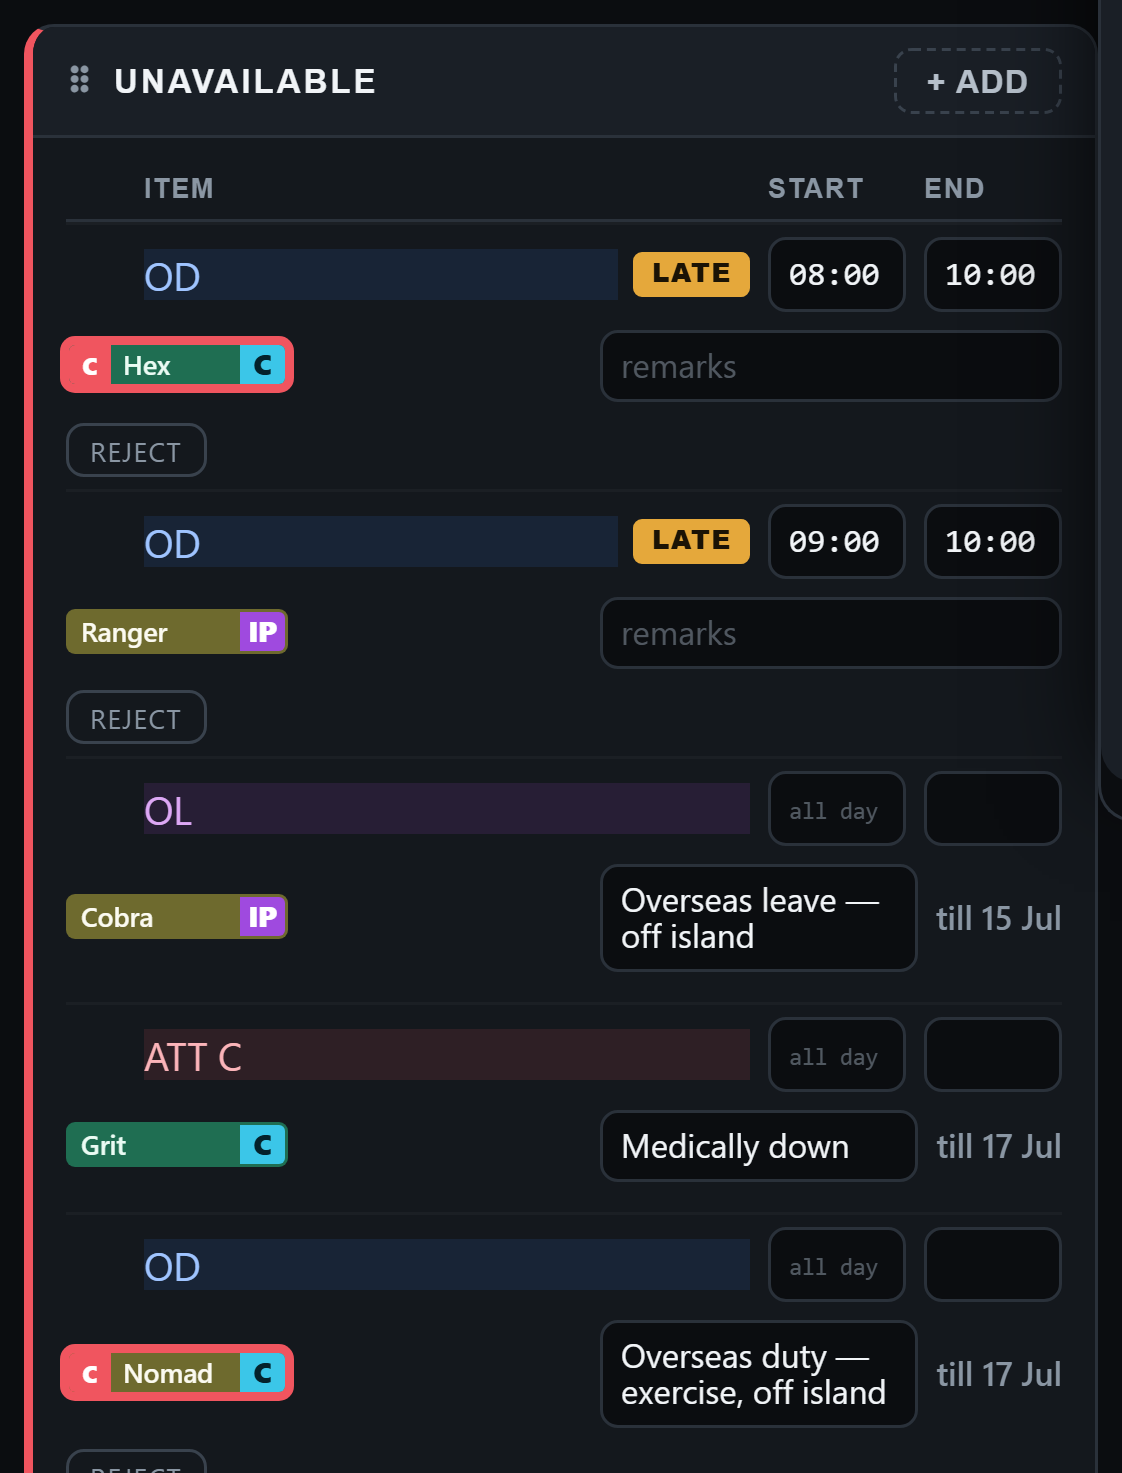 UNAVAILABLE + ADD
ITEM START END
OD LATE 08:00 10:00
c Hex C remarks
REJECT
OD LATE 09:00 10:00
Ranger IP remarks
REJECT
OL all day
Cobra IP Overseas leave —
off island till 15 Jul
ATT C all day
Grit C Medically down till 17 Jul
OD all day
c Nomad C Overseas duty —
exercise, off island till 17 Jul
REJECT